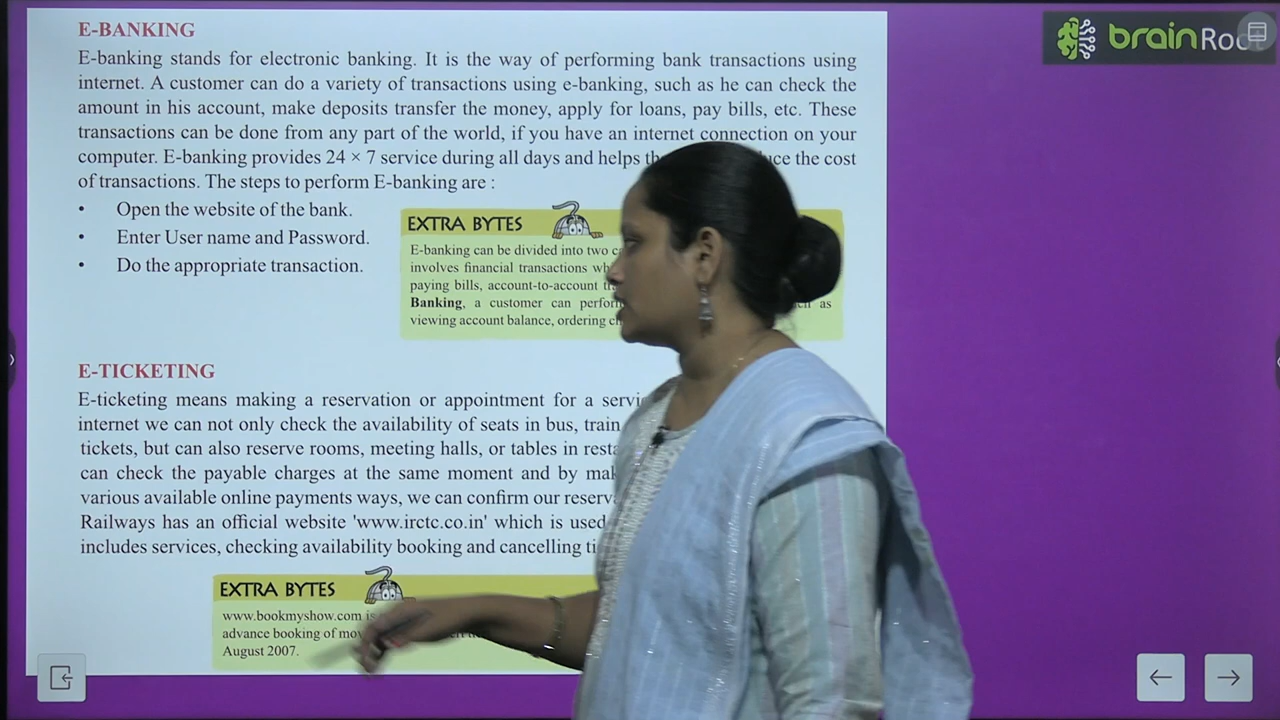 E-BANKING
E-banking stands for electronic banking. It is the way of performing bank transactions using
internet. A customer can do a variety of transactions using e-banking, such as he can check the
amount in his account, make deposits transfer the money, apply for loans, pay bills, etc. These
transactions can be done from any part of the world, if you have an internet connection on your
computer. E-banking provides 24 × 7 service during all days and helps the cost
of transactions. The steps to perform E-banking are :
• Open the website of the bank.
• Enter User name and Password.
• Do the appropriate transaction.
EXTRA BYTES
E-banking can be divided into two
involves financial transactions
paying bills, account-to-account
Banking, a customer can as
viewing account balance, ordering
E-TICKETING
E-ticketing means making a reservation or appointment for a
internet we can not only check the availability of seats in bus, train
tickets, but can also reserve rooms, meeting halls, or tables in
can check the payable charges at the same moment and by
various available online payments ways, we can confirm our
Railways has an official website 'www.irctc.co.in' which is used
includes services, checking availability booking and cancelling
EXTRA BYTES
www.bookmyshow.com is
advance booking of
August 2007.
brainRoot